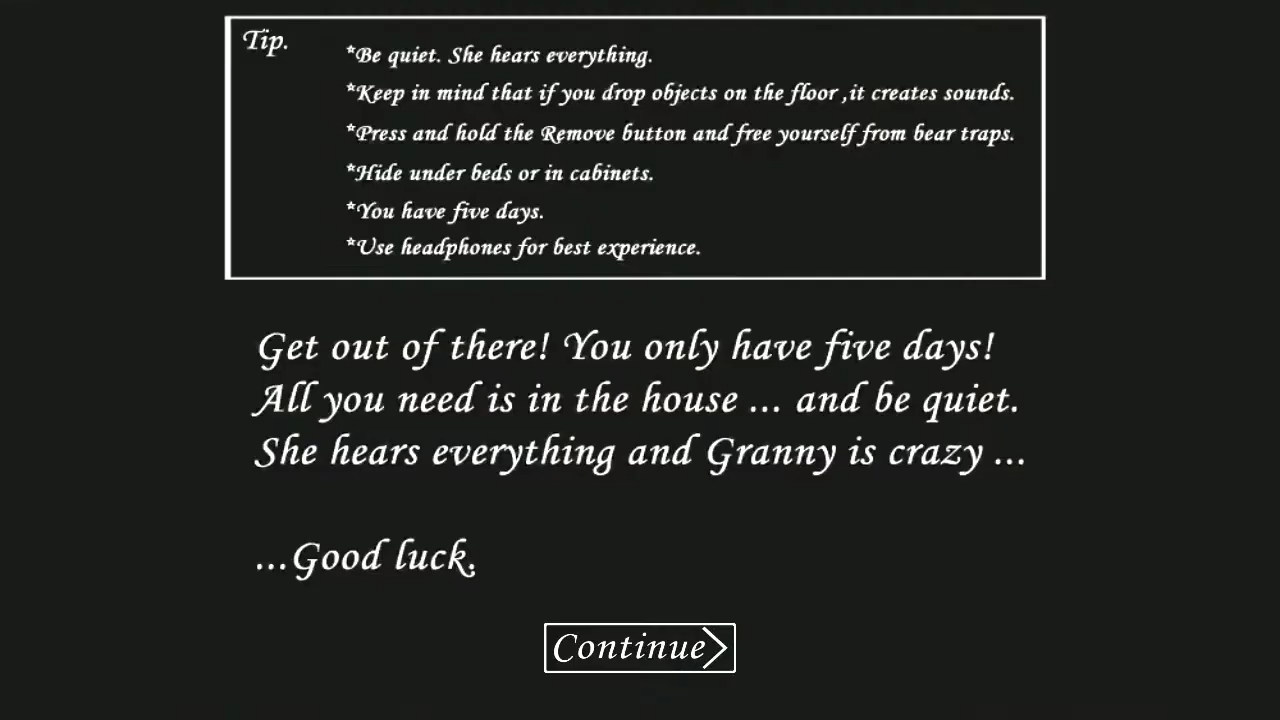 Tip.
*Be quiet. She hears everything.
*Keep in mind that if you drop objects on the floor ,it creates sounds.
*Press and hold the Remove button and free yourself from bear traps.
*Hide under beds or in cabinets.
*You have five days.
*Use headphones for best experience.
Get out of there! You only have five days!
All you need is in the house ... and be quiet.
She hears everything and Granny is crazy ...
...Good luck.
Continue>